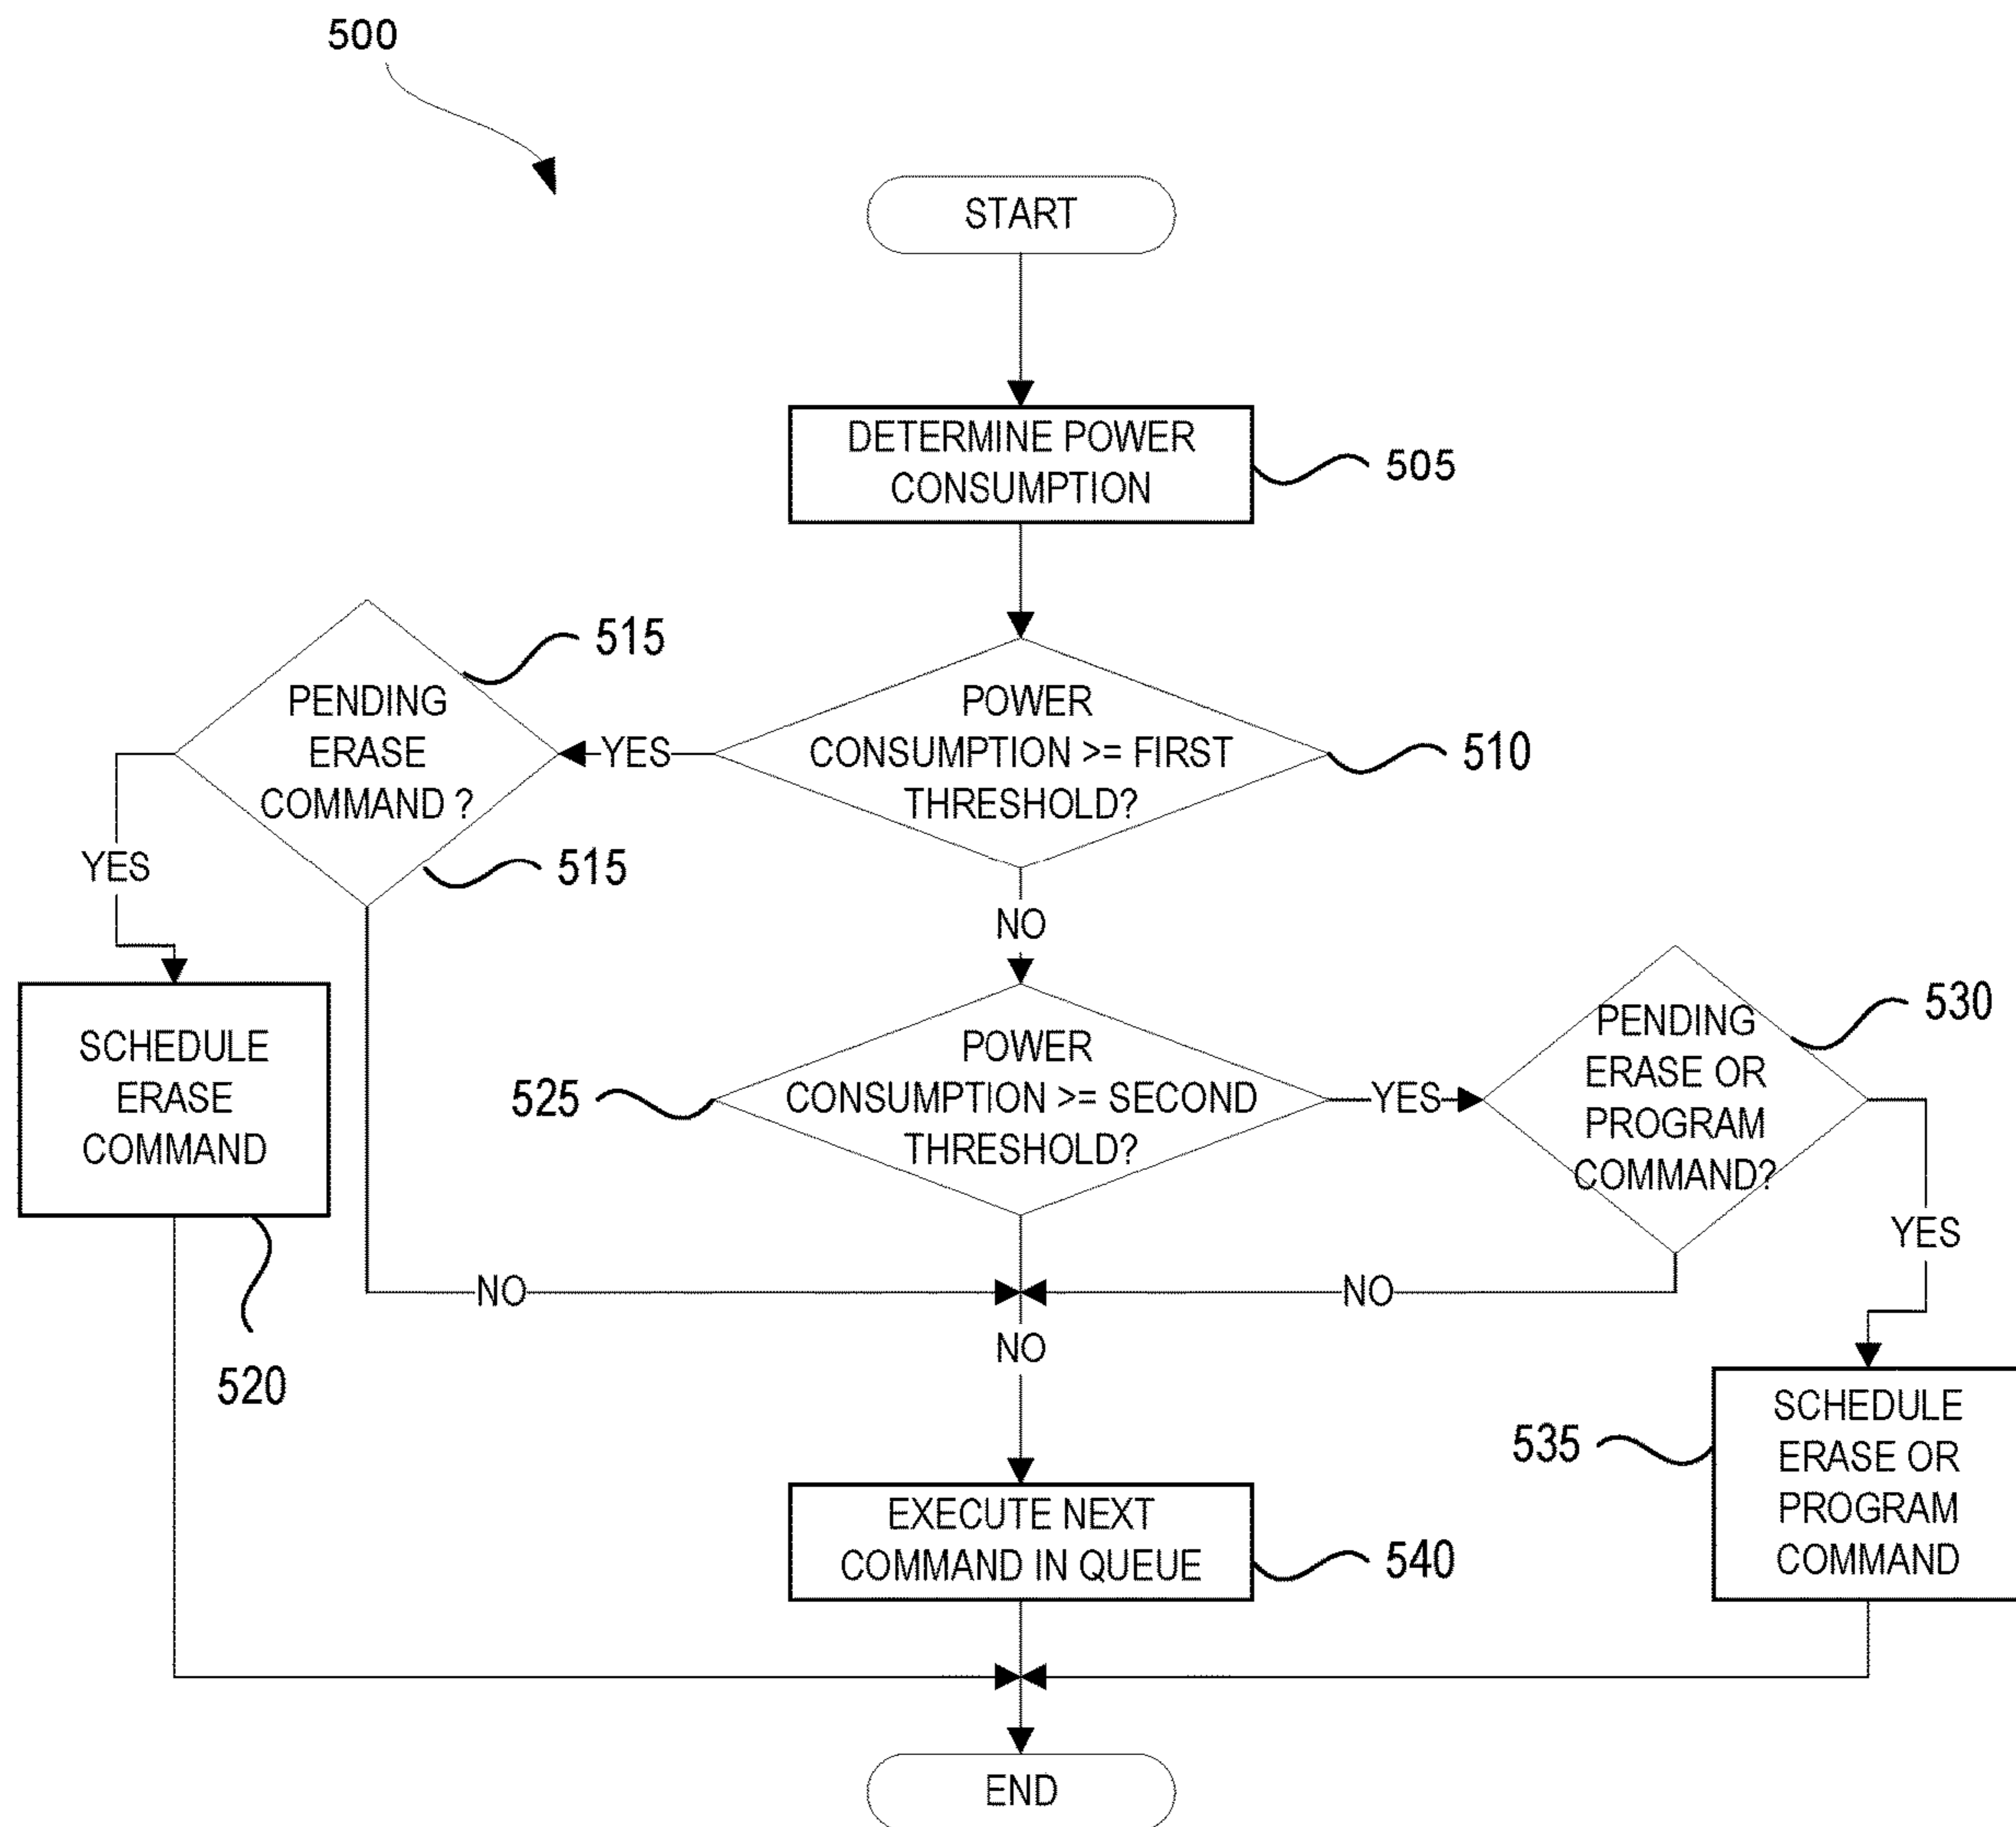 500
START
DETERMINE POWER
CONSUMPTION
505
515
PENDING
ERASE
COMMAND ?
515
YES
POWER
CONSUMPTION >= FIRST
THRESHOLD?
510
YES
NO
SCHEDULE
ERASE
COMMAND
520
525
POWER
CONSUMPTION >= SECOND
THRESHOLD?
YES
530
PENDING
ERASE OR
PROGRAM
COMMAND?
YES
NO
NO
NO
535
SCHEDULE
ERASE OR
PROGRAM
COMMAND
EXECUTE NEXT
COMMAND IN QUEUE
540
END